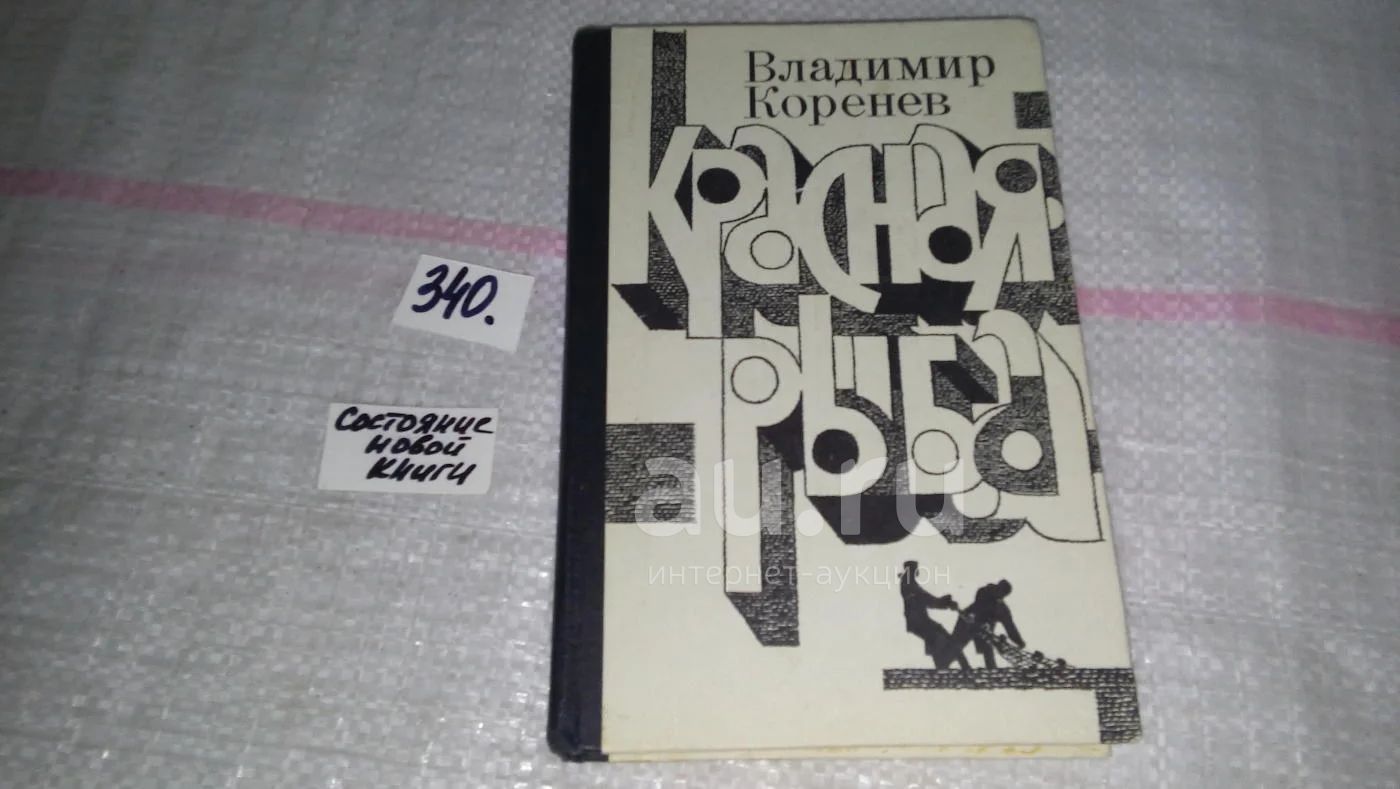 Владимир
Коренев
Красная
рыба
340.
Состояние
новой
книги
au.ru
интернет-аукцион